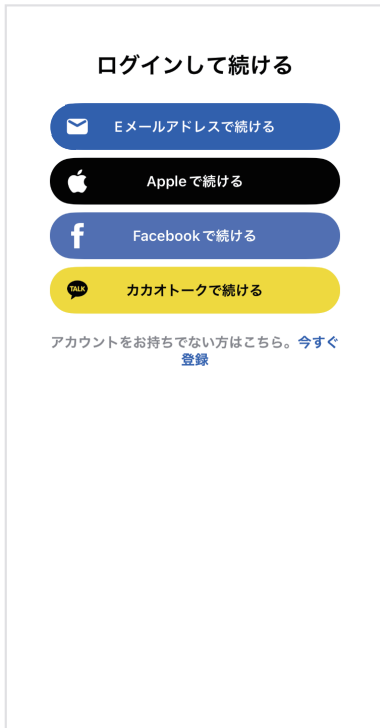 ログインして続ける
Eメールアドレスで続ける
Appleで続ける
Facebookで続ける
TALK
カカオトークで続ける
アカウントをお持ちでない方はこちら。今すぐ
登録